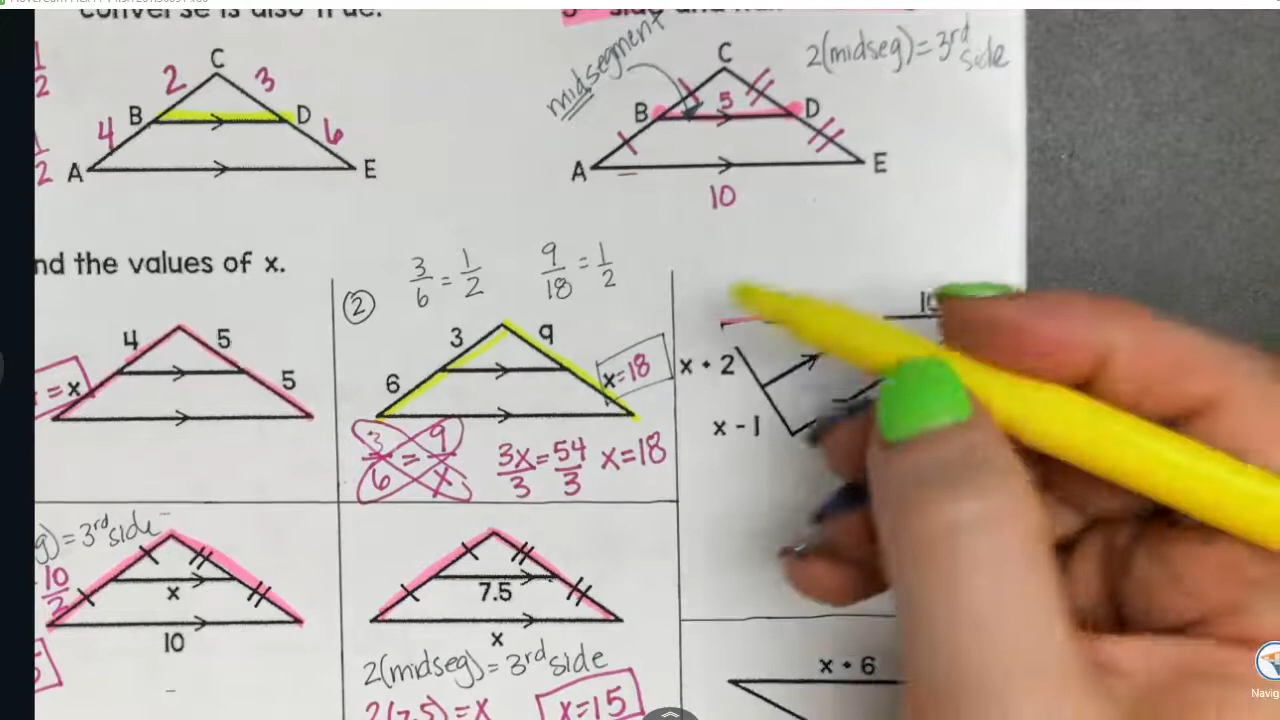 converse is also true.
1
2
1
2
C
2
3
B
D
4
6
A
E
midsegment
2(midseg) = 3rd
side
C
5
B
D
A
E
10
nd the values of x.
4
5
5
= x
2
3/6 = 1/2
9/18 = 1/2
3
9
6
x=18
3/6 = 9/x
3x/3 = 54/3
x=18
x + 2
x - 1
g) = 3rd side
10/2
x
10
7.5
x
2(midseg) = 3rd side
2(7.5) = x
x=15
x + 6
Navig